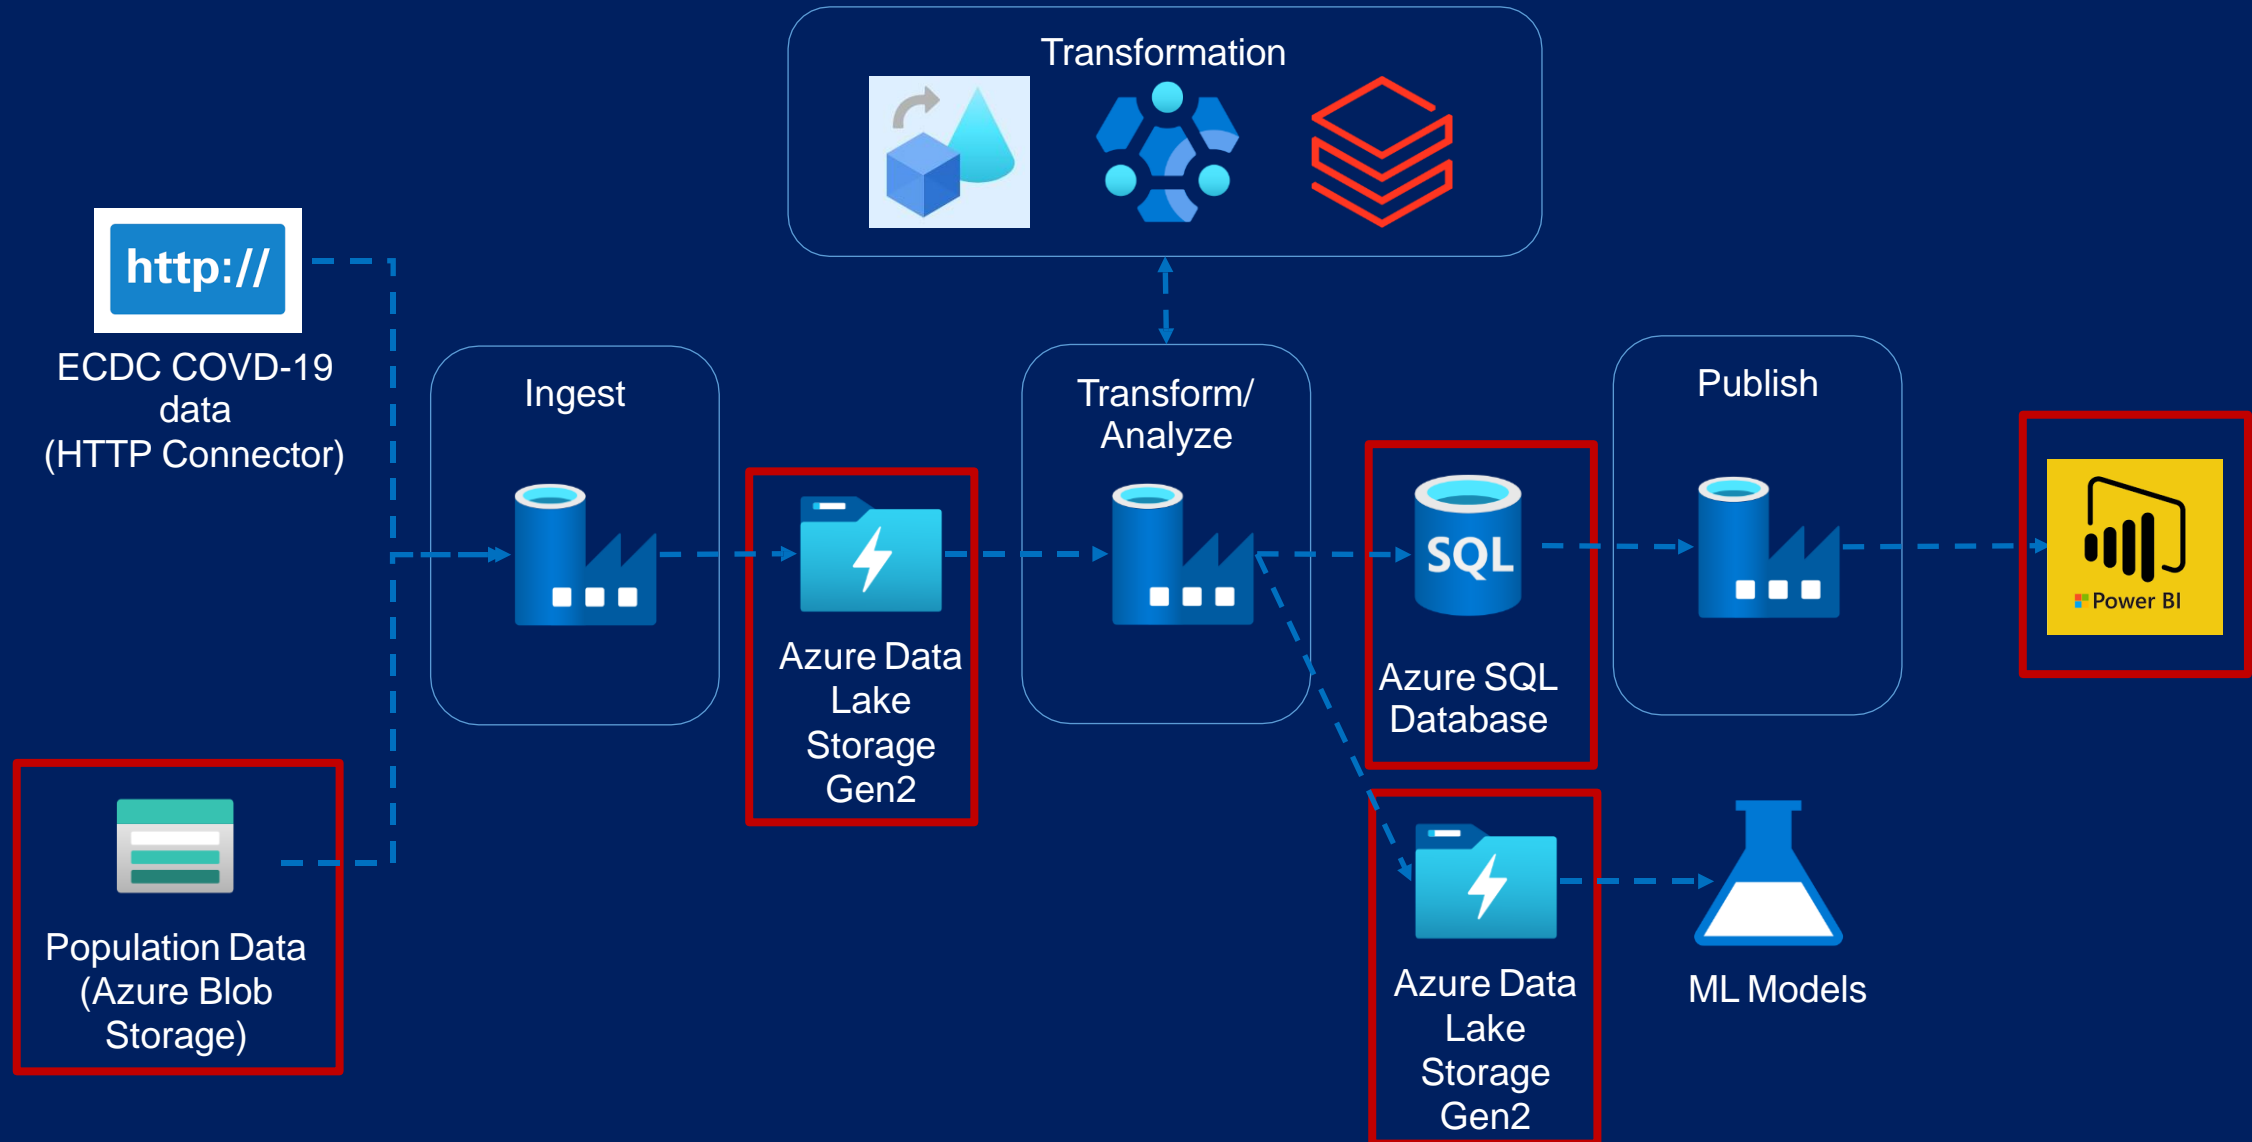 Transformation
http://
ECDC COVD-19
data
(HTTP Connector)
Ingest
Transform/
Analyze
Publish
SQL
Power BI
Azure Data
Lake
Storage
Gen2
Azure SQL
Database
Population Data
(Azure Blob
Storage)
Azure Data
Lake
Storage
Gen2
ML Models